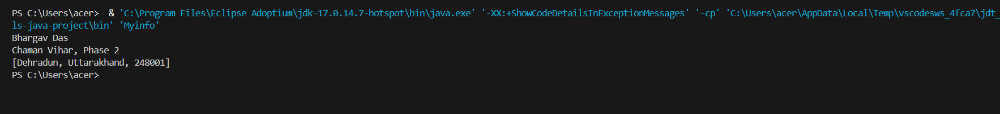 PS C:\Users\acer>  & 'C:\Program Files\Eclipse Adoptium\jdk-17.0.14.7-hotspot\bin\java.exe' '-XX:+ShowCodeDetailsInExceptionMessages' '-cp' 'C:\Users\acer\AppData\Local\Temp\vscodesws_4fca7\jdt_
ls-java-project\bin' 'Myinfo'
Bhargav Das
Chaman Vihar, Phase 2
[Dehradun, Uttarakhand, 248001]
PS C:\Users\acer>